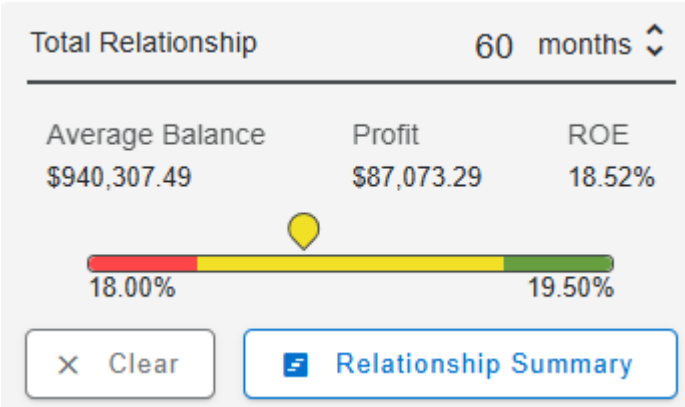 Total Relationship 60 months
Average Balance Profit ROE
$940,307.49 $87,073.29 18.52%
18.00% 19.50%
Clear Relationship Summary